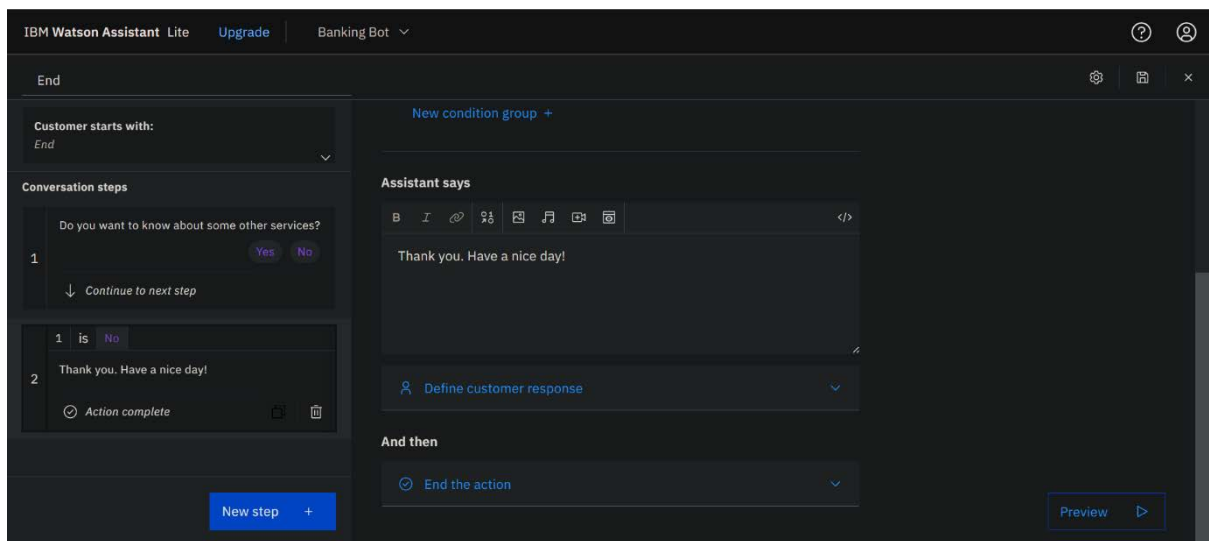 IBM Watson Assistant Lite Upgrade Banking Bot
End
Customer starts with:
End
Conversation steps
1
Do you want to know about some other services?
Yes No
Continue to next step
2
1 is No
Thank you. Have a nice day!
Action complete
New step +
New condition group +
Assistant says
B I </>
Thank you. Have a nice day!
Define customer response
And then
End the action
Preview